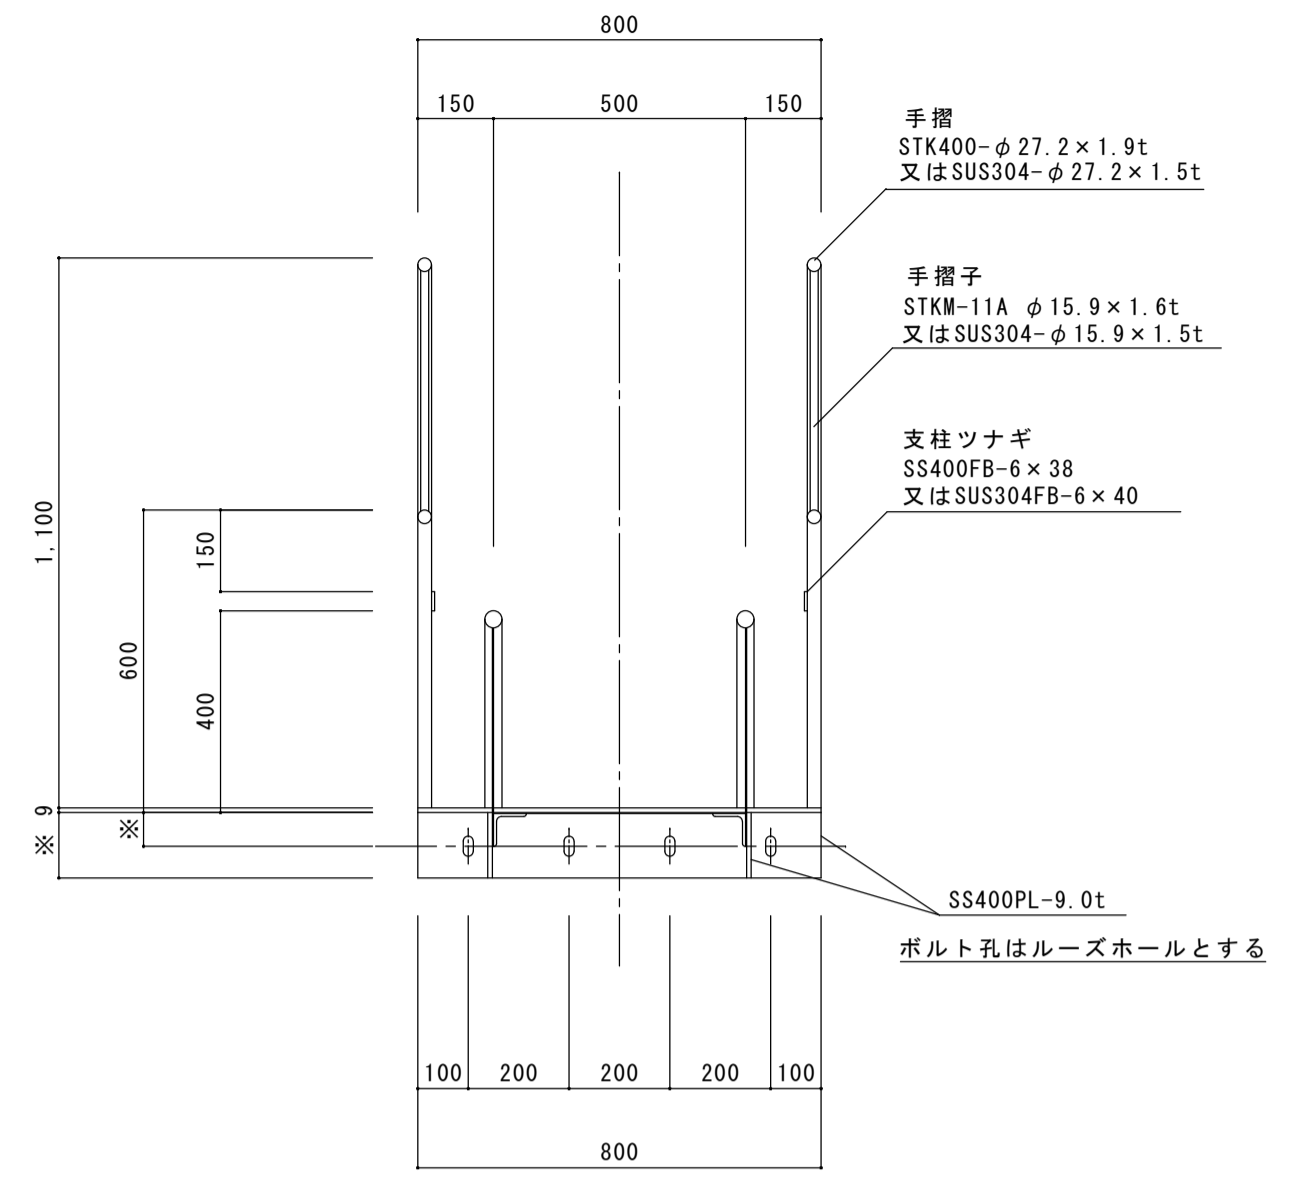 800
150 500 150
手摺
STK400-φ27.2×1.9t
又はSUS304-φ27.2×1.5t
手摺子
STKM-11A φ15.9×1.6t
又はSUS304-φ15.9×1.5t
支柱ツナギ
SS400FB-6×38
又はSUS304FB-6×40
1,100
150
600
400
9
※
※
SS400PL-9.0t
ボルト孔はルーズホールとする
100 200 200 200 100
800